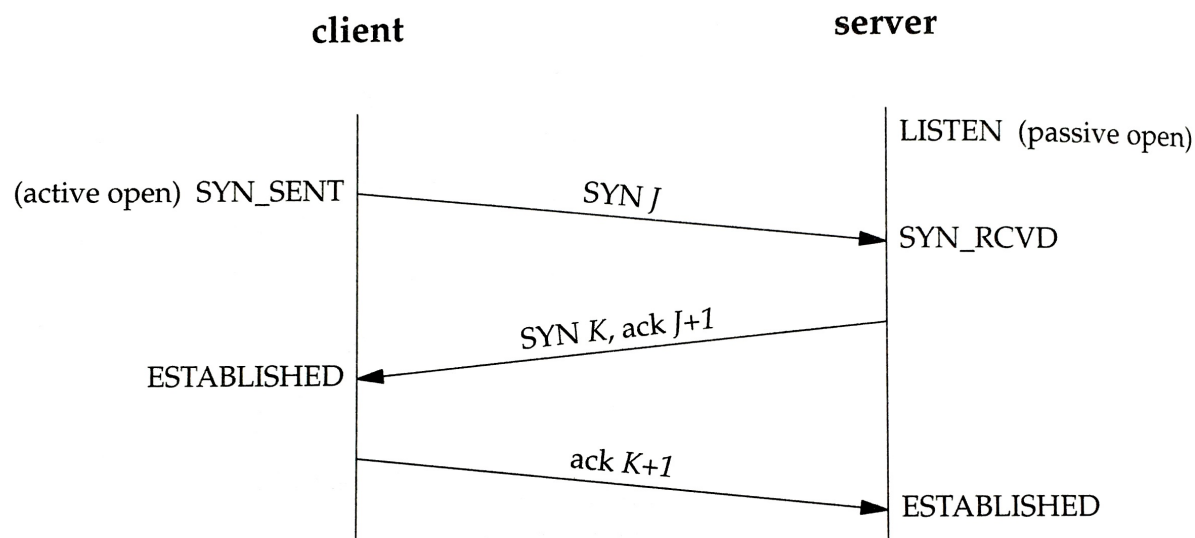 client
server
LISTEN (passive open)
(active open) SYN_SENT
SYN J
SYN_RCVD
SYN K, ack J+1
ESTABLISHED
ack K+1
ESTABLISHED